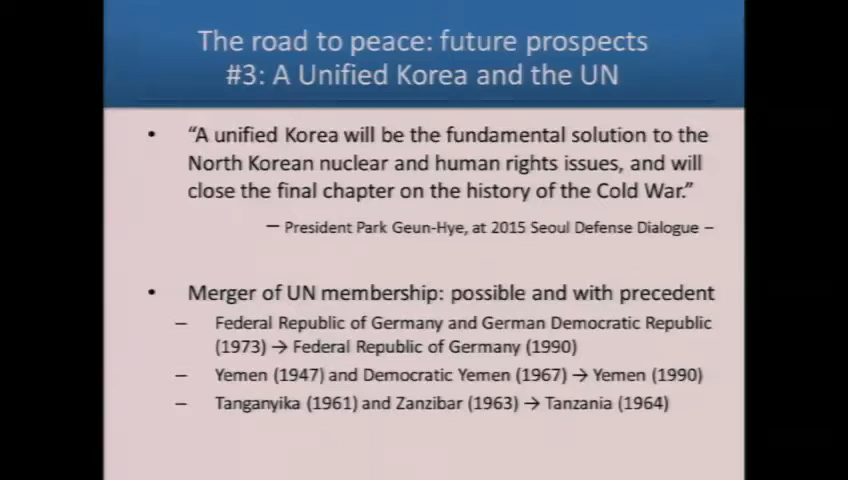 The road to peace: future prospects
#3: A Unified Korea and the UN
• "A unified Korea will be the fundamental solution to the
North Korean nuclear and human rights issues, and will
close the final chapter on the history of the Cold War."
— President Park Geun-Hye, at 2015 Seoul Defense Dialogue –
• Merger of UN membership: possible and with precedent
– Federal Republic of Germany and German Democratic Republic
(1973) → Federal Republic of Germany (1990)
– Yemen (1947) and Democratic Yemen (1967) → Yemen (1990)
– Tanganyika (1961) and Zanzibar (1963) → Tanzania (1964)